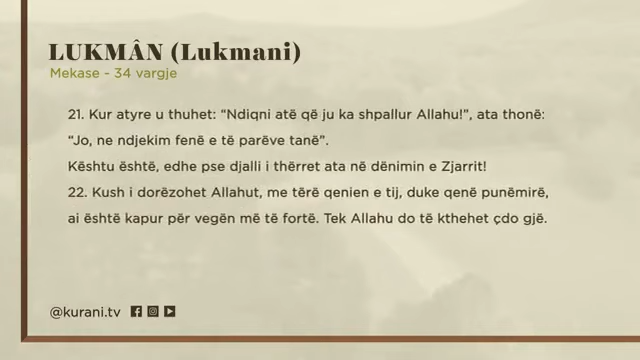 LUKMÂN (Lukmani)
Mekase - 34 vargje
21. Kur atyre u thuhet: “Ndiqni atë që ju ka shpallur Allahu!”, ata thonë:
“Jo, ne ndjekim fenë e të parëve tanë”.
Kështu është, edhe pse djalli i thërret ata në dënimin e Zjarrit!
22. Kush i dorëzohet Allahut, me tërë qenien e tij, duke qenë punëmirë,
ai është kapur për vegën më të fortë. Tek Allahu do të kthehet çdo gjë.
@kurani.tv